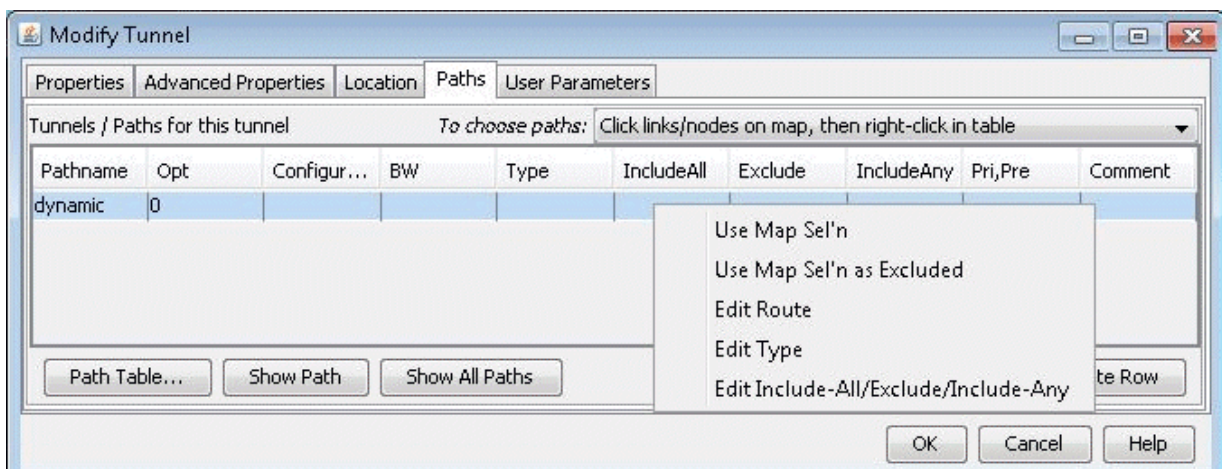 Modify Tunnel
Properties Advanced Properties Location Paths User Parameters
Tunnels / Paths for this tunnel To choose paths: Click links/nodes on map, then right-click in table
Pathname Opt Configur... BW Type IncludeAll Exclude IncludeAny Pri,Pre Comment
dynamic 0
Use Map Sel'n
Use Map Sel'n as Excluded
Edit Route
Edit Type
Edit Include-All/Exclude/Include-Any
Path Table... Show Path Show All Paths te Row
OK Cancel Help